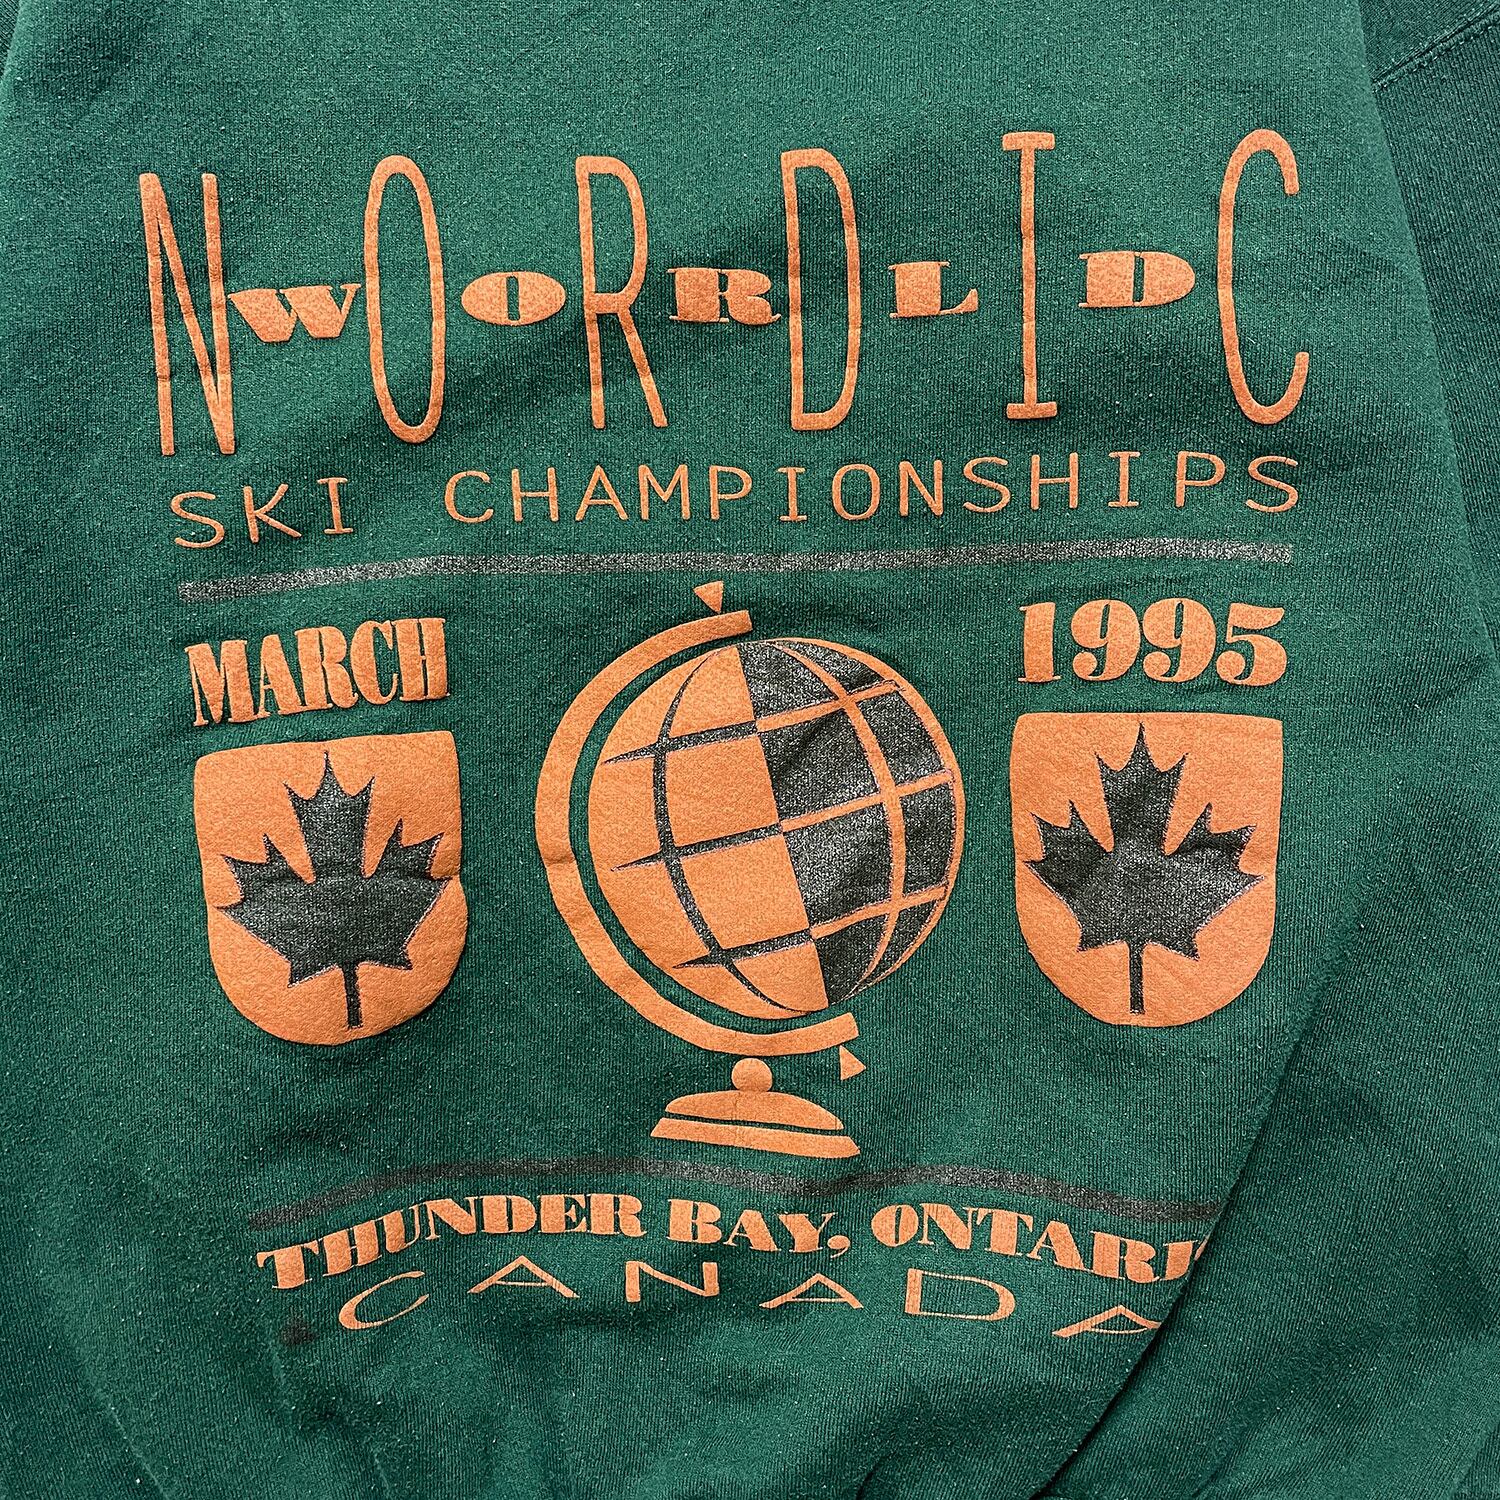 NORDIC
WORLD
SKI CHAMPIONSHIPS
MARCH 1995
THUNDER BAY, ONTARI
CANADA